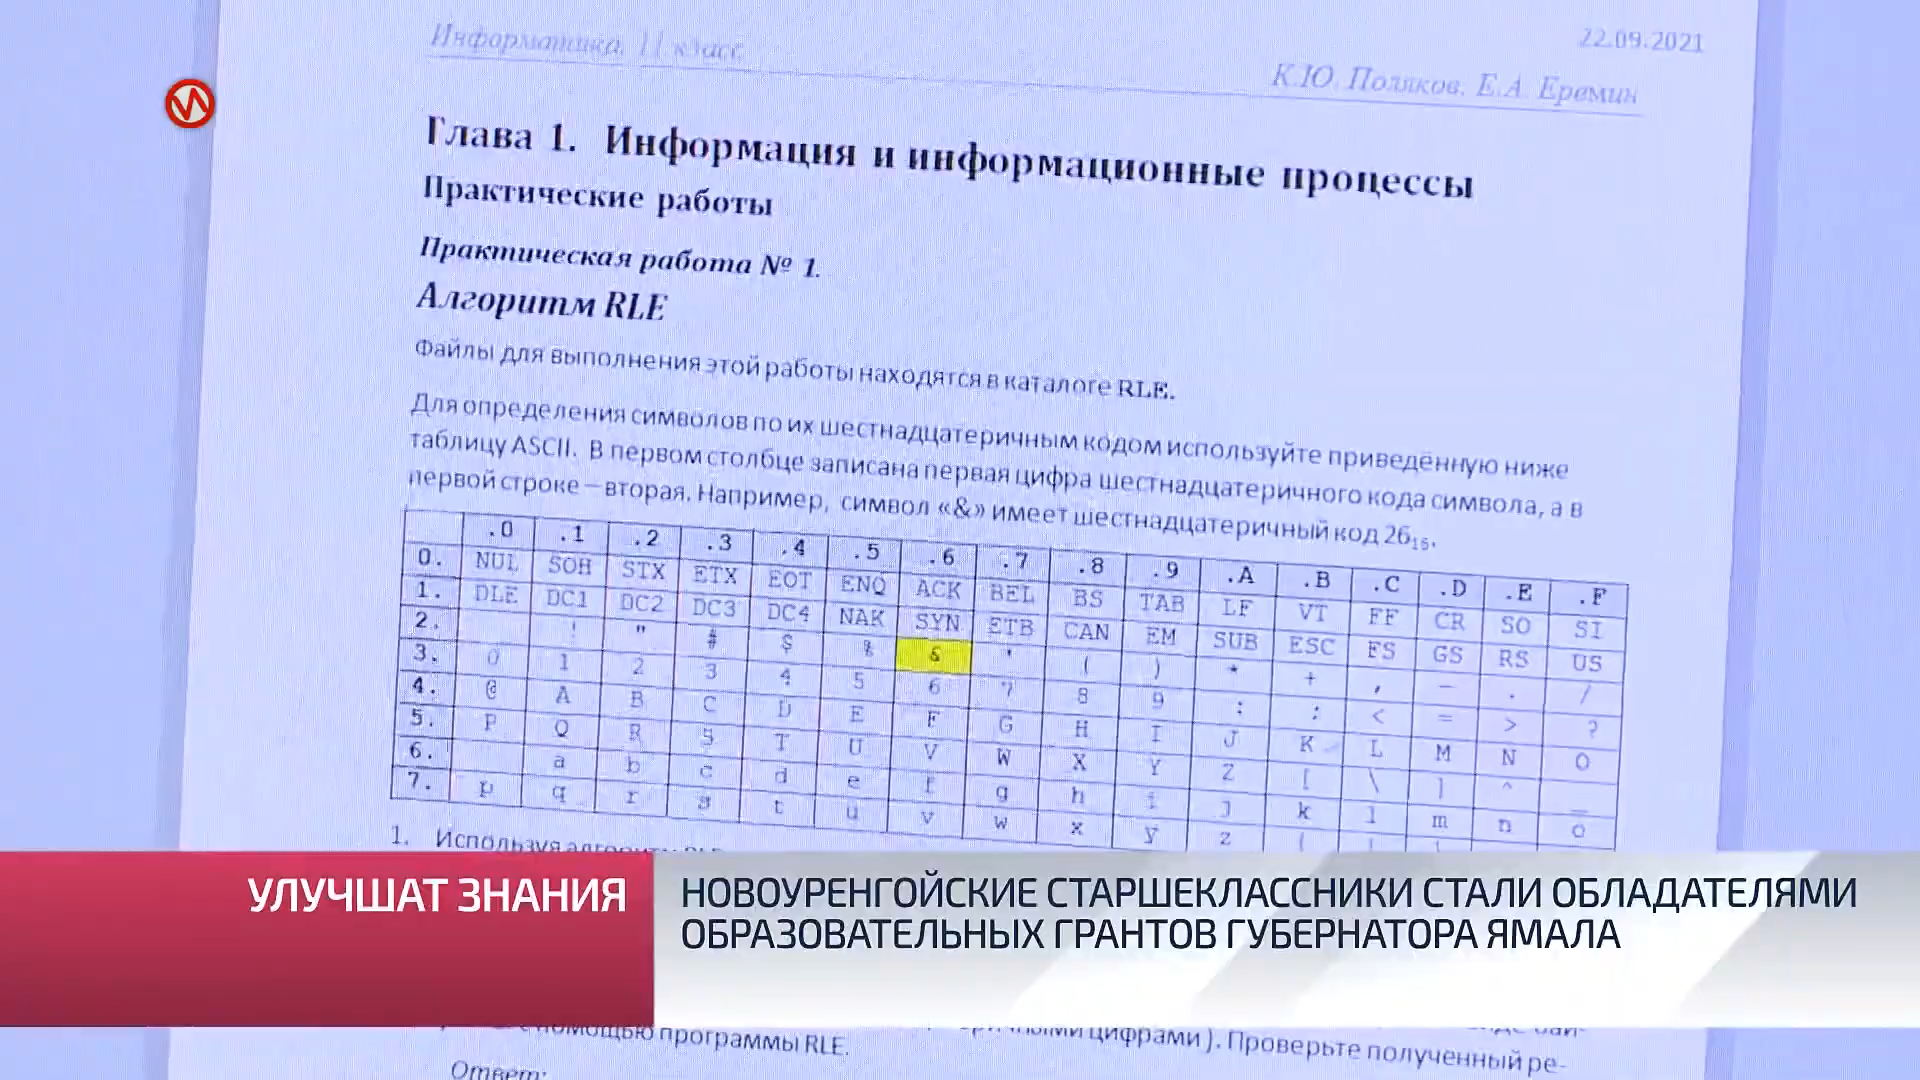 Информатика, 11 класс
22.09.2021
К.Ю. Поляков, Е.А. Еремин
Глава 1. Информация и информационные процессы
Практические работы
Практическая работа № 1.
Алгоритм RLE
Файлы для выполнения этой работы находятся в каталоге RLE.
Для определения символов по их шестнадцатеричным кодом используйте приведённую ниже
таблицу ASCII. В первом столбце записана первая цифра шестнадцатеричного кода символа, а в
первой строке – вторая. Например, символ «&» имеет шестнадцатеричный код 26₁₆.
.0 .1 .2 .3 .4 .5 .6 .7 .8 .9 .A .B .C .D .E .F
0. NUL SOH STX ETX EOT ENQ ACK BEL BS TAB LF VT FF CR SO SI
1. DLE DC1 DC2 DC3 DC4 NAK SYN ETB CAN EM SUB ESC FS GS RS US
2. ! " # $ % & ' ( ) * + , - . /
3. 0 1 2 3 4 5 6 7 8 9 : ; < = > ?
4. @ A B C D E F G H I J K L M N O
5. P Q R S T U V W X Y Z [ \ ] ^ _
6. a b c d e f g h i j k l m n o
7. p q r s t u v w x y z
1. Используя алгоритм RLE
УЛУЧШАТ ЗНАНИЯ
НОВОУРЕНГОЙСКИЕ СТАРШЕКЛАССНИКИ СТАЛИ ОБЛАДАТЕЛЯМИ
ОБРАЗОВАТЕЛЬНЫХ ГРАНТОВ ГУБЕРНАТОРА ЯМАЛА
с помощью программы RLE.
цифрами). Проверьте полученный ре-
Ответ: